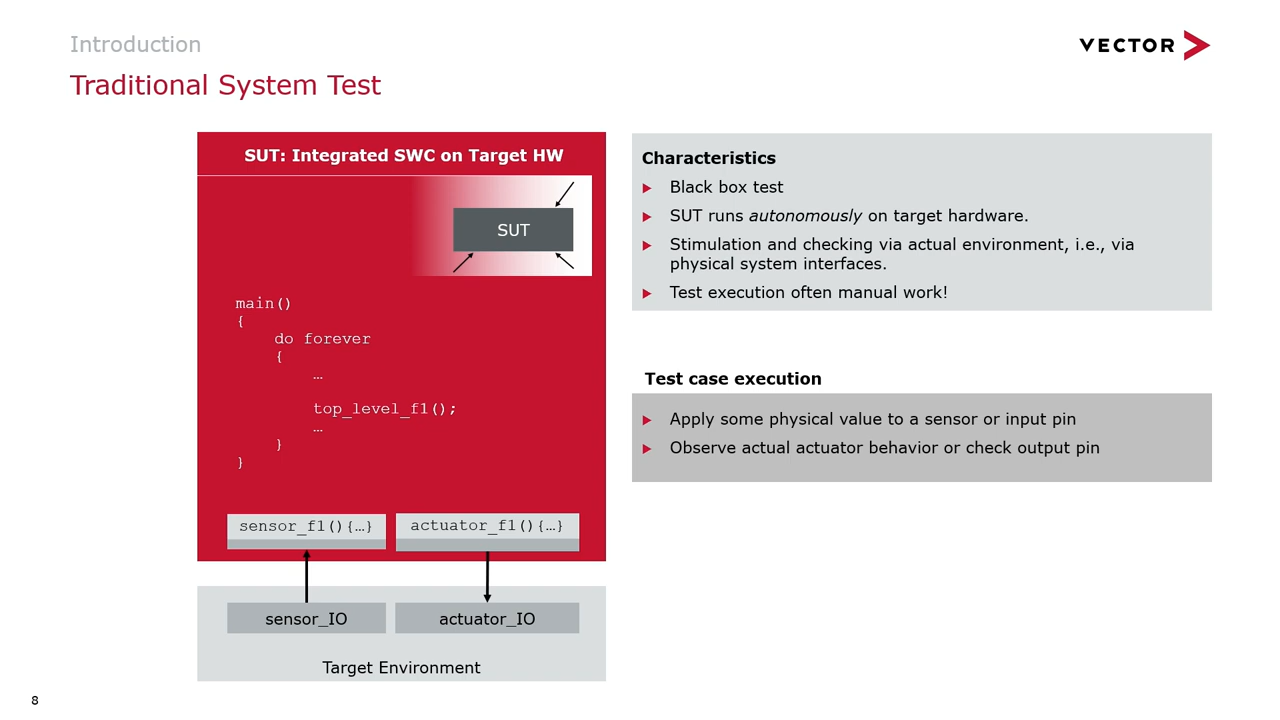 Introduction
VECTOR
Traditional System Test
SUT: Integrated SWC on Target HW
SUT
main()
{
do forever
{
…
top_level_f1();
…
}
}
sensor_f1(){…}
actuator_f1(){…}
sensor_IO
actuator_IO
Target Environment
Characteristics
Black box test
SUT runs autonomously on target hardware.
Stimulation and checking via actual environment, i.e., via
physical system interfaces.
Test execution often manual work!
Test case execution
Apply some physical value to a sensor or input pin
Observe actual actuator behavior or check output pin
8